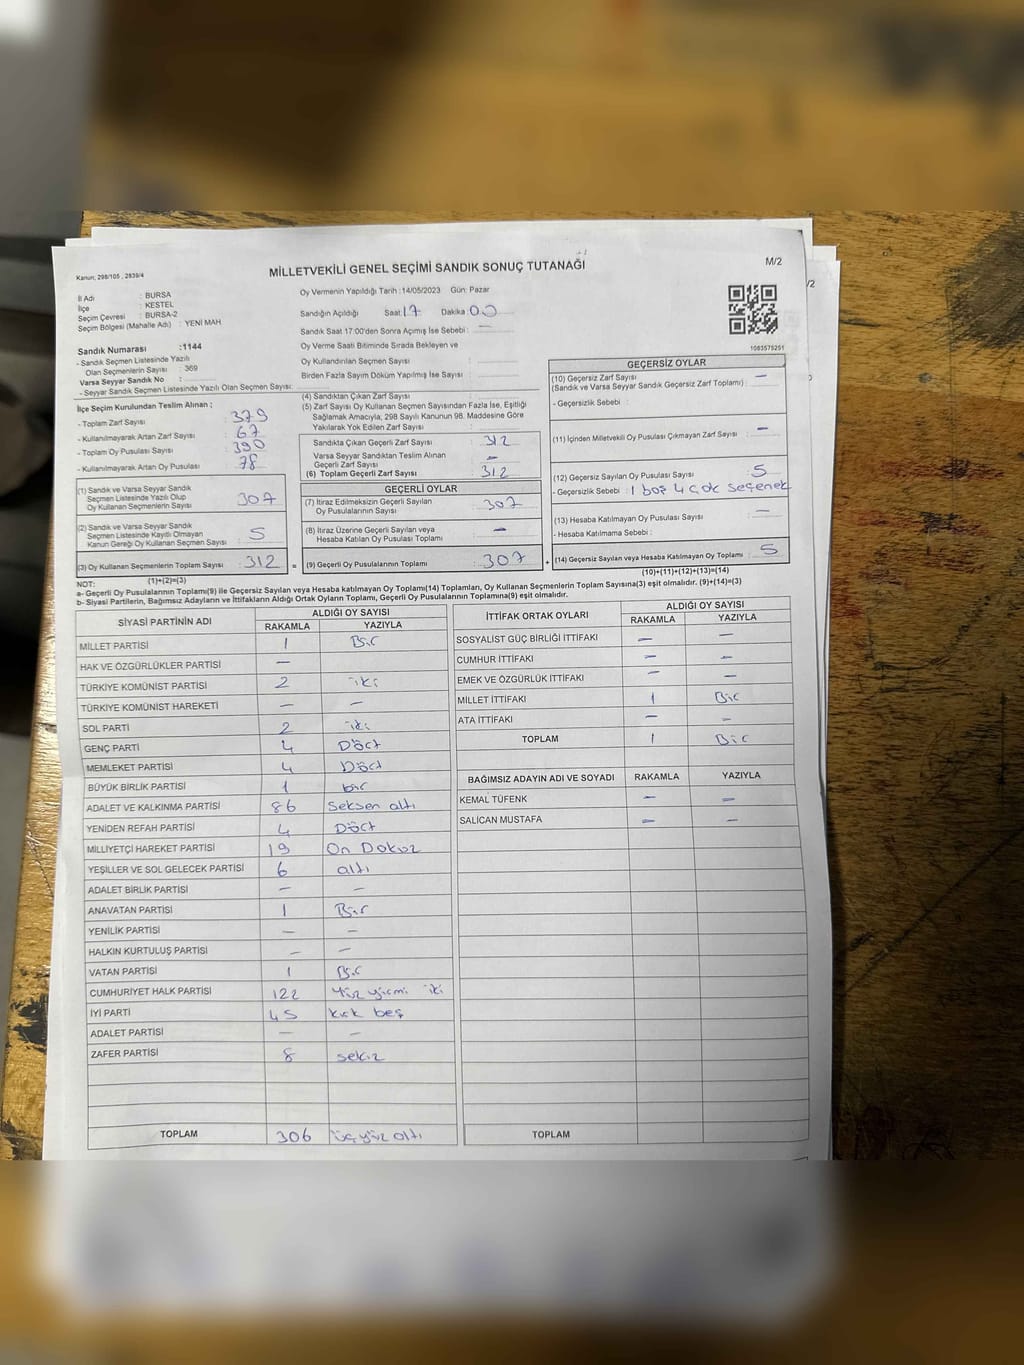 Kanun; 298/105 , 2839/4
MİLLETVEKİLİ GENEL SEÇİMİ SANDIK SONUÇ TUTANAĞI
M/2
İl Adı : BURSA
İlçe : KESTEL
Seçim Çevresi : BURSA-2
Seçim Bölgesi (Mahalle Adı) : YENİ MAH
Sandık Numarası :1144
- Sandık Seçmen Listesinde Yazılı
Olan Seçmenlerin Sayısı : 369
Varsa Seyyar Sandık No :
- Seyyar Sandık Seçmen Listesinde Yazılı Olan Seçmen Sayısı:
Oy Vermenin Yapıldığı Tarih :14/05/2023 Gün: Pazar
Sandığın Açıldığı Saat:17 Dakika:00
Sandık Saat 17.00'den Sonra Açımış İse Sebebi : —
Oy Verme Saati Bitiminde Sırada Bekleyen ve
Oy Kullandırılan Seçmen Sayısı :
Birden Fazla Sayım Döküm Yapılmış İse Sayısı :
1083575251
İlçe Seçim Kurulundan Teslim Alınan ;
- Toplam Zarf Sayısı : 379
- Kullanılmayarak Artan Zarf Sayısı : 67
- Toplam Oy Pusulası Sayısı : 390
- Kullanılmayarak Artan Oy Pusulası : 78
(1) Sandık ve Varsa Seyyar Sandık
Seçmen Listesinde Yazılı Olup
Oy Kullanan Seçmenlerin Sayısı : 307
(2) Sandık ve Varsa Seyyar Sandık
Seçmen Listesinde Kayıtlı Olmayan
Kanun Gereği Oy Kullanan Seçmen Sayısı : 5
(3) Oy Kullanan Seçmenlerin Toplam Sayısı : 312
(1)+(2)=(3)
(4) Sandıktan Çıkan Zarf Sayısı :
(5) Zarf Sayısı Oy Kullanan Seçmen Sayısından Fazla İse, Eşitliği
Sağlamak Amacıyla, 298 Sayılı Kanunun 98. Maddesine Göre
Yakılarak Yok Edilen Zarf Sayısı :
Sandıkta Çıkan Geçerli Zarf Sayısı : 312
Varsa Seyyar Sandıktan Teslim Alınan
Geçerli Zarf Sayısı : —
(6) Toplam Geçerli Zarf Sayısı : 312
GEÇERLİ OYLAR
(7) İtiraz Edilmeksizin Geçerli Sayılan
Oy Pusulalarının Sayısı : 307
(8) İtiraz Üzerine Geçerli Sayılan veya
Hesaba Katılan Oy Pusulası Toplamı : —
= (9) Geçerli Oy Pusulalarının Toplamı : 307 +
GEÇERSİZ OYLAR
(10) Geçersiz Zarf Sayısı
(Sandık ve Varsa Seyyar Sandık Geçersiz Zarf Toplamı) : —
- Geçersizlik Sebebi :
(11) İçinden Milletvekili Oy Pusulası Çıkmayan Zarf Sayısı : —
(12) Geçersiz Sayılan Oy Pusulası Sayısı : 5
- Geçersizlik Sebebi : 1 boş 4 çok seçenek
(13) Hesaba Katılmayan Oy Pusulası Sayısı : —
- Hesaba Katılmama Sebebi :
(14) Geçersiz Sayılan veya Hesaba Katılmayan Oy Toplamı : 5
(10)+(11)+(12)+(13)=(14)
NOT:
a- Geçerli Oy Pusulalarının Toplamı(9) ile Geçersiz Sayılan veya Hesaba katılmayan Oy Toplamı(14) Toplamları, Oy Kullanan Seçmenlerin Toplam Sayısına(3) eşit olmalıdır. (9)+(14)=(3)
b- Siyasi Partilerin, Bağımsız Adayların ve İttifakların Aldığı Ortak Oyların Toplamı, Geçerli Oy Pusulalarının Toplamına(9) eşit olmalıdır.
SİYASİ PARTİNİN ADI ALDIĞI OY SAYISI
RAKAMLA YAZIYLA
MİLLET PARTİSİ 1 Bir
HAK VE ÖZGÜRLÜKLER PARTİSİ —
TÜRKİYE KOMÜNİST PARTİSİ 2 iki
TÜRKİYE KOMÜNİST HAREKETİ — —
SOL PARTİ 2 iki
GENÇ PARTİ 4 Dört
MEMLEKET PARTİSİ 4 Dört
BÜYÜK BİRLİK PARTİSİ 1 bir
ADALET VE KALKINMA PARTİSİ 86 Seksen altı
YENİDEN REFAH PARTİSİ 4 Dört
MİLLİYETÇİ HAREKET PARTİSİ 19 On Dokuz
YEŞİLLER VE SOL GELECEK PARTİSİ 6 altı
ADALET BİRLİK PARTİSİ — —
ANAVATAN PARTİSİ 1 Bir
YENİLİK PARTİSİ — —
HALKIN KURTULUŞ PARTİSİ — —
VATAN PARTİSİ 1 Bir
CUMHURİYET HALK PARTİSİ 122 Yüz yirmi iki
İYİ PARTİ 45 kırk beş
ADALET PARTİSİ — —
ZAFER PARTİSİ 8 sekiz
TOPLAM 306 üç yüz altı
İTTİFAK ORTAK OYLARI ALDIĞI OY SAYISI
RAKAMLA YAZIYLA
SOSYALİST GÜÇ BİRLİĞİ İTTİFAKI — —
CUMHUR İTTİFAKI — —
EMEK VE ÖZGÜRLÜK İTTİFAKI — —
MİLLET İTTİFAKI 1 Bir
ATA İTTİFAKI — —
TOPLAM 1 Bir
BAĞIMSIZ ADAYIN ADI VE SOYADI RAKAMLA YAZIYLA
KEMAL TÜFENK — —
SALİCAN MUSTAFA — —
TOPLAM
/2